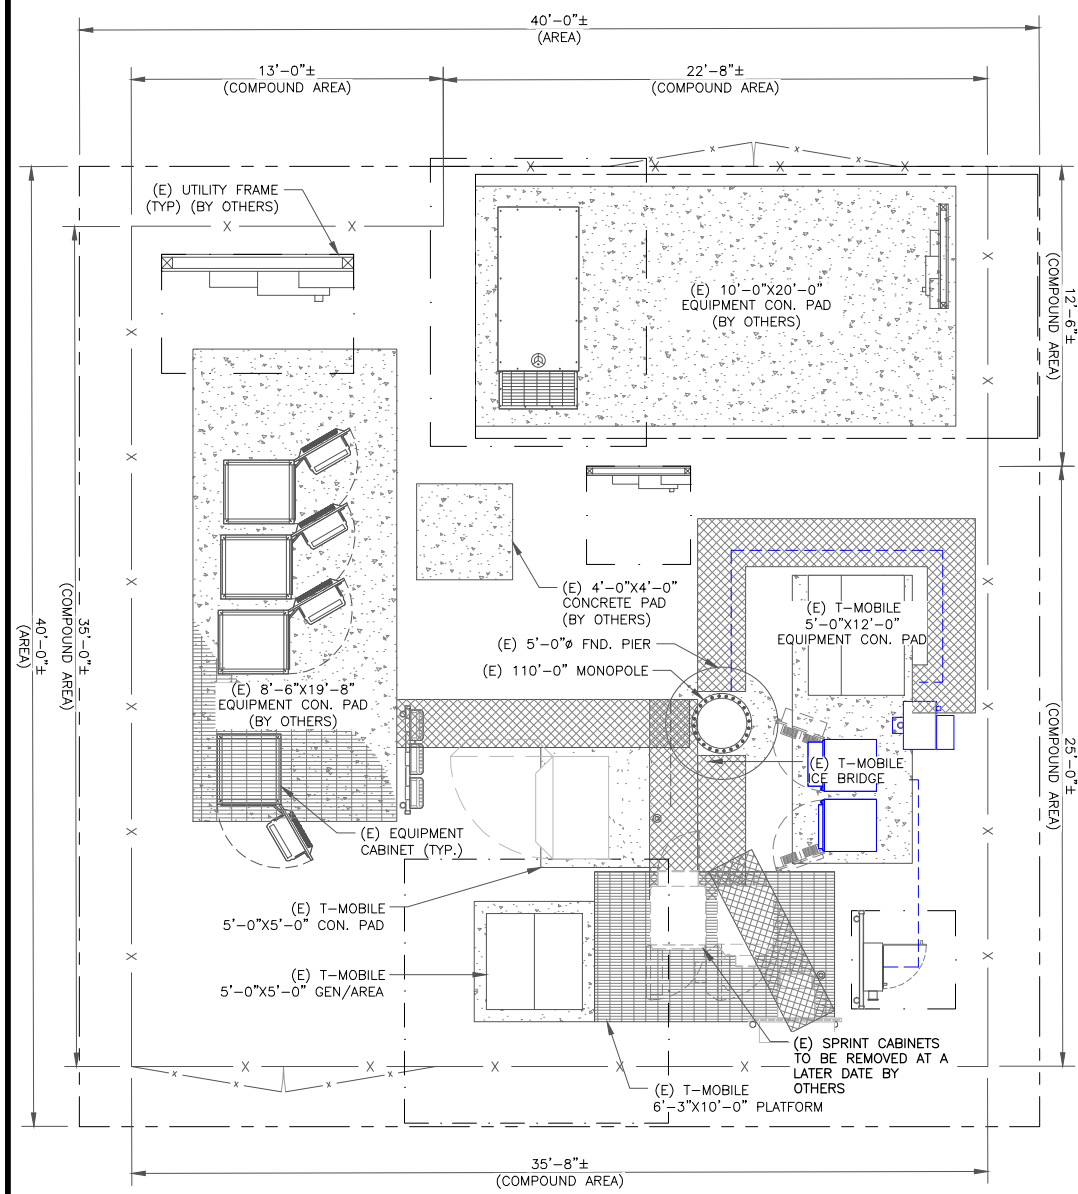 40'-0"±
(AREA)
13'-0"±
(COMPOUND AREA)
22'-8"±
(COMPOUND AREA)
(E) UTILITY FRAME
(TYP) (BY OTHERS)
(E) 10'-0"X20'-0"
EQUIPMENT CON. PAD
(BY OTHERS)
12'-6"±
(COMPOUND AREA)
(E) 4'-0"X4'-0"
CONCRETE PAD
(BY OTHERS)
(E) T-MOBILE
5'-0"X12'-0"
EQUIPMENT CON. PAD
(E) 5'-0"ø FND. PIER
(E) 110'-0" MONOPOLE
40'-0"±
(AREA)
35'-0"±
(COMPOUND AREA)
(E) 8'-6"X19'-8"
EQUIPMENT CON. PAD
(BY OTHERS)
25'-0"±
(COMPOUND AREA)
(E) T-MOBILE
ICE BRIDGE
(E) EQUIPMENT
CABINET (TYP.)
(E) T-MOBILE
5'-0"X5'-0" CON. PAD
(E) T-MOBILE
5'-0"X5'-0" GEN/AREA
(E) SPRINT CABINETS
TO BE REMOVED AT A
LATER DATE BY
OTHERS
(E) T-MOBILE
6'-3"X10'-0" PLATFORM
35'-8"±
(COMPOUND AREA)